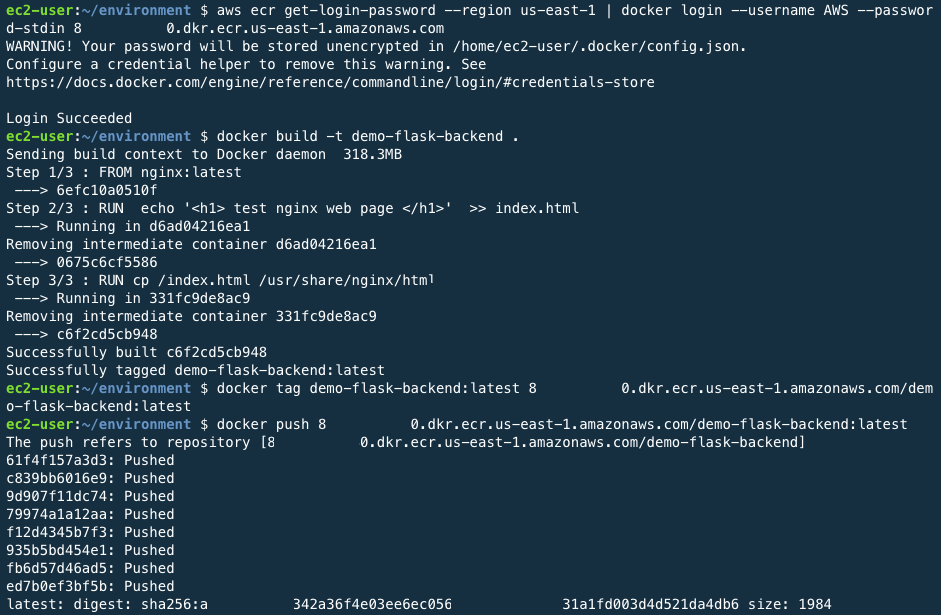 ec2-user:~/environment $ aws ecr get-login-password --region us-east-1 | docker login --username AWS --passwor
d-stdin 8          0.dkr.ecr.us-east-1.amazonaws.com
WARNING! Your password will be stored unencrypted in /home/ec2-user/.docker/config.json.
Configure a credential helper to remove this warning. See
https://docs.docker.com/engine/reference/commandline/login/#credentials-store

Login Succeeded
ec2-user:~/environment $ docker build -t demo-flask-backend .
Sending build context to Docker daemon  318.3MB
Step 1/3 : FROM nginx:latest
 ---> 6efc10a0510f
Step 2/3 : RUN  echo '<h1> test nginx web page </h1>'  >> index.html
 ---> Running in d6ad04216ea1
Removing intermediate container d6ad04216ea1
 ---> 0675c6cf5586
Step 3/3 : RUN cp /index.html /usr/share/nginx/html
 ---> Running in 331fc9de8ac9
Removing intermediate container 331fc9de8ac9
 ---> c6f2cd5cb948
Successfully built c6f2cd5cb948
Successfully tagged demo-flask-backend:latest
ec2-user:~/environment $ docker tag demo-flask-backend:latest 8          0.dkr.ecr.us-east-1.amazonaws.com/dem
o-flask-backend:latest
ec2-user:~/environment $ docker push 8          0.dkr.ecr.us-east-1.amazonaws.com/demo-flask-backend:latest
The push refers to repository [8          0.dkr.ecr.us-east-1.amazonaws.com/demo-flask-backend]
61f4f157a3d3: Pushed
c839bb6016e9: Pushed
9d907f11dc74: Pushed
79974a1a12aa: Pushed
f12d4345b7f3: Pushed
935b5bd454e1: Pushed
fb6d57d46ad5: Pushed
ed7b0ef3bf5b: Pushed
latest: digest: sha256:a          342a36f4e03ee6ec056             31a1fd003d4d521da4db6 size: 1984